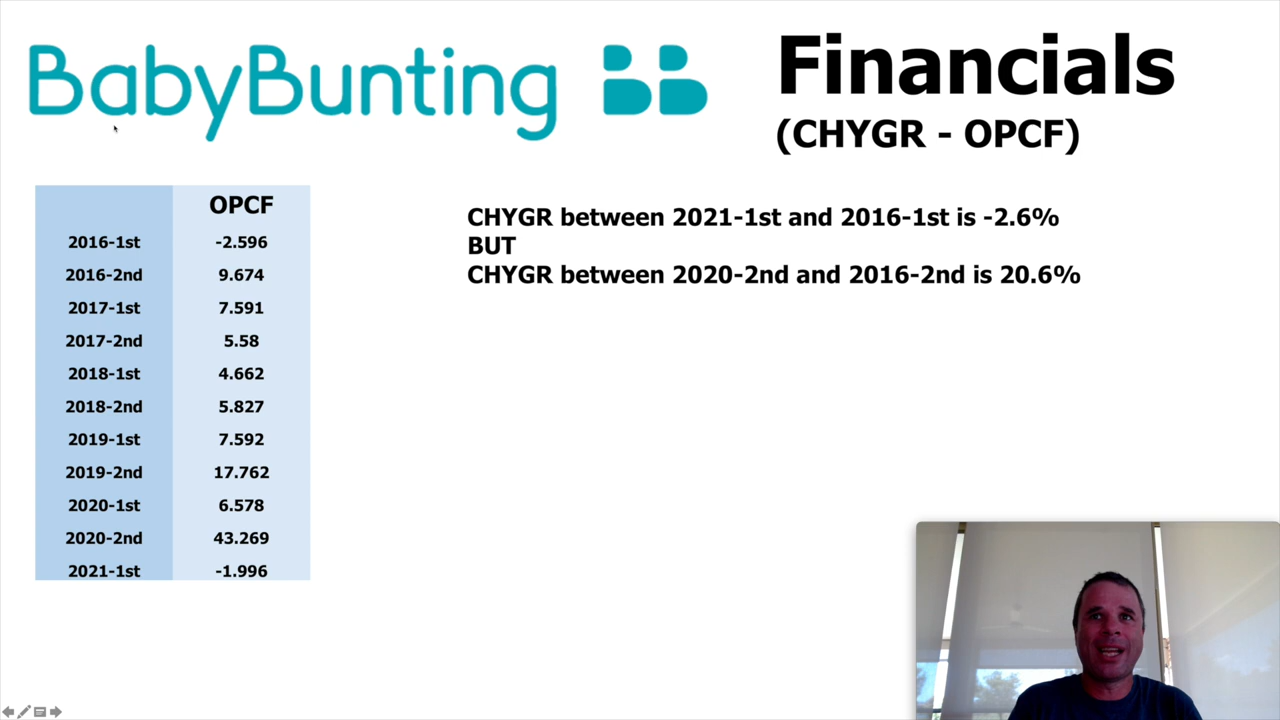 BabyBunting
Financials
(CHYGR - OPCF)
OPCF
2016-1st -2.596
2016-2nd 9.674
2017-1st 7.591
2017-2nd 5.58
2018-1st 4.662
2018-2nd 5.827
2019-1st 7.592
2019-2nd 17.762
2020-1st 6.578
2020-2nd 43.269
2021-1st -1.996
CHYGR between 2021-1st and 2016-1st is -2.6%
BUT
CHYGR between 2020-2nd and 2016-2nd is 20.6%